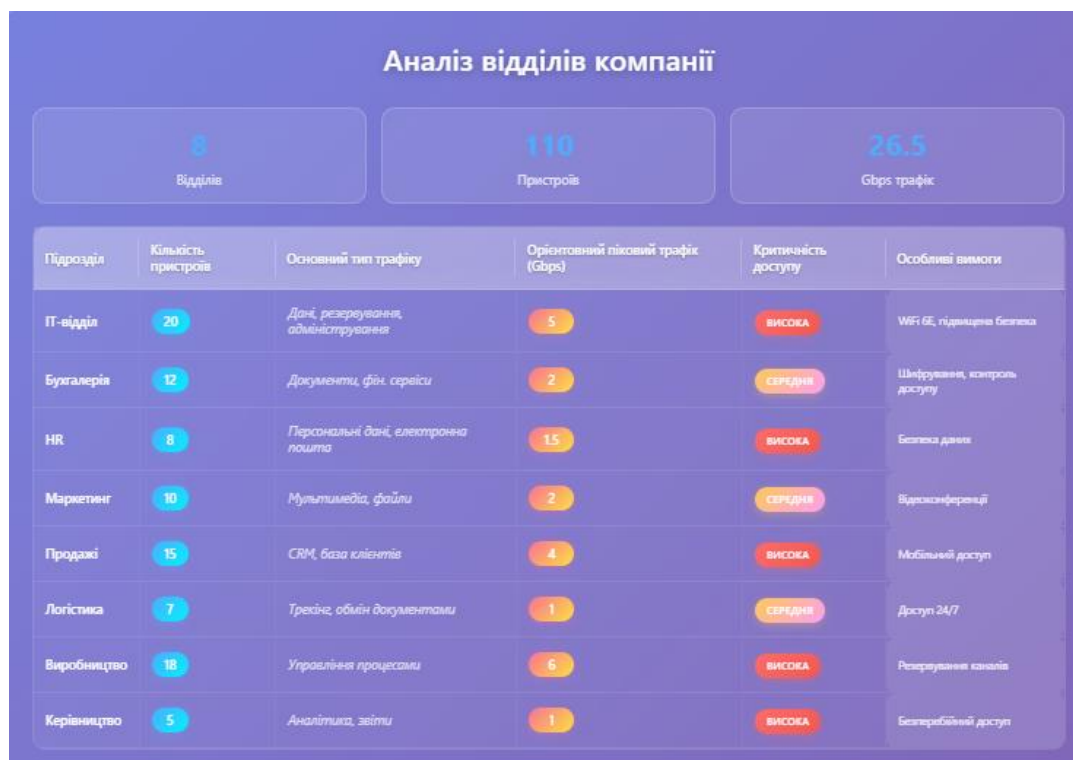 Аналіз відділів компанії
8
Відділів
110
Пристроїв
26.5
Gbps трафік
Підрозділ
Кількість
пристроїв
Основний тип трафіку
Орієнтовний піковий трафік
(Gbps)
Критичність
доступу
Особливі вимоги
ІТ-відділ
20
Дані, резервування,
адміністрування
5
ВИСОКА
WiFi 6E, підвищена безпека
Бухгалерія
12
Документи, фін. сервіси
2
СЕРЕДНЯ
Шифрування, контроль
доступу
HR
8
Персональні дані, електронна
пошта
1.5
ВИСОКА
Безпека даних
Маркетинг
10
Мультимедіа, файли
2
СЕРЕДНЯ
Відеоконференції
Продажі
15
CRM, база клієнтів
4
ВИСОКА
Мобільний доступ
Логістика
7
Трекінг, обмін документами
1
СЕРЕДНЯ
Доступ 24/7
Виробництво
18
Управління процесами
6
ВИСОКА
Резервування каналів
Керівництво
5
Аналітика, звіти
1
ВИСОКА
Безперебійний доступ